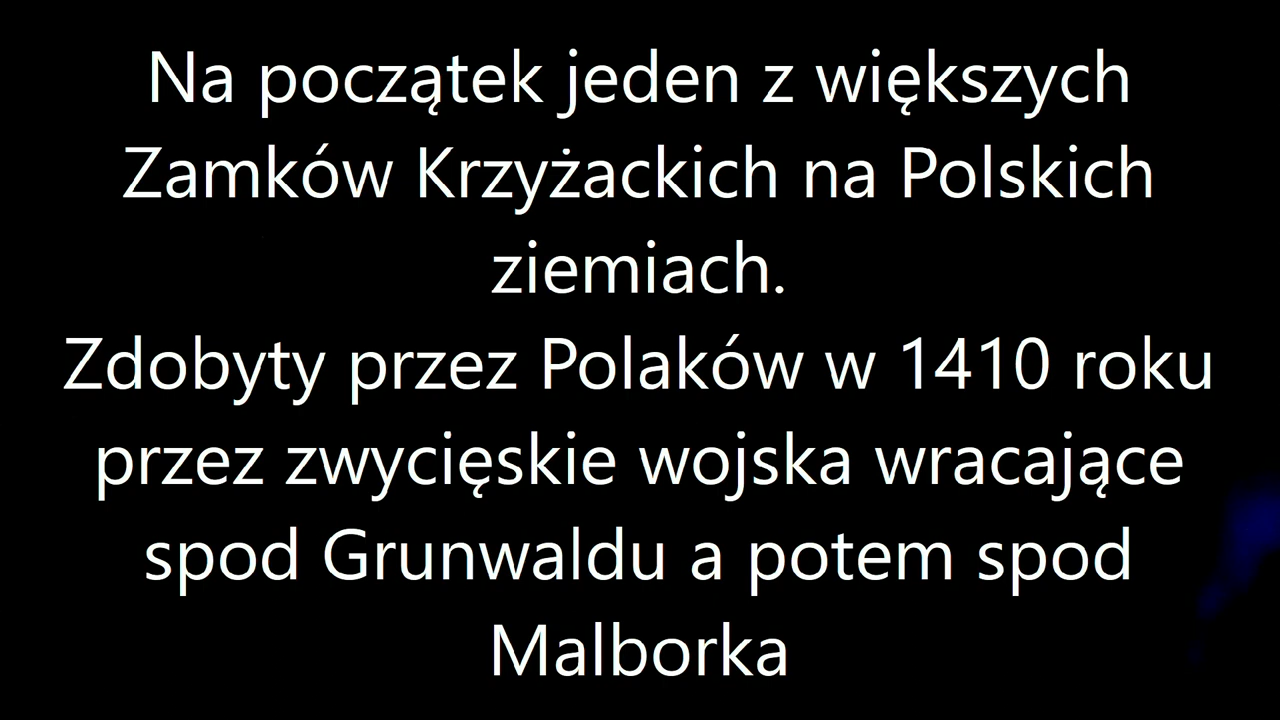 Na początek jeden z większych
Zamków Krzyżackich na Polskich
ziemiach.
Zdobyty przez Polaków w 1410 roku
przez zwycięskie wojska wracające
spod Grunwaldu a potem spod
Malborka